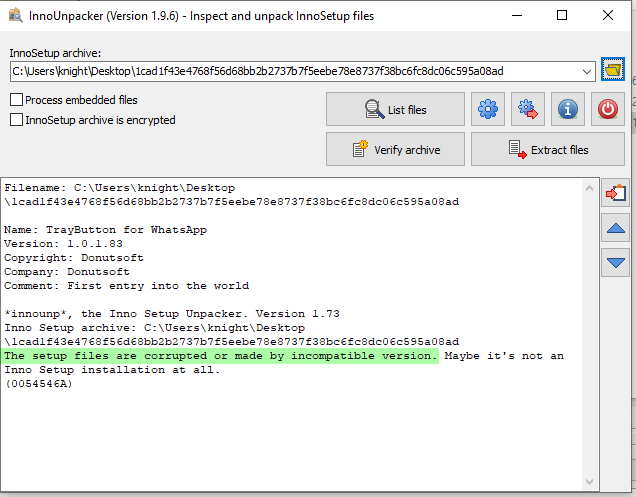 InnoUnpacker (Version 1.9.6) - Inspect and unpack InnoSetup files
InnoSetup archive:
C:\Users\knight\Desktop\1cad1f43e4768f56d68bb2b2737b7f5eebe78e8737f38bc6fc8dc06c595a08ad
Process embedded files
InnoSetup archive is encrypted
List files
Verify archive
Extract files
Filename: C:\Users\knight\Desktop
\1cad1f43e4768f56d68bb2b2737b7f5eebe78e8737f38bc6fc8dc06c595a08ad
Name: TrayButton for WhatsApp
Version: 1.0.1.83
Copyright: Donutsoft
Company: Donutsoft
Comment: First entry into the world
*innounp*, the Inno Setup Unpacker. Version 1.73
Inno Setup archive: C:\Users\knight\Desktop
\1cad1f43e4768f56d68bb2b2737b7f5eebe78e8737f38bc6fc8dc06c595a08ad
The setup files are corrupted or made by incompatible version. Maybe it's not an
Inno Setup installation at all.
(0054546A)